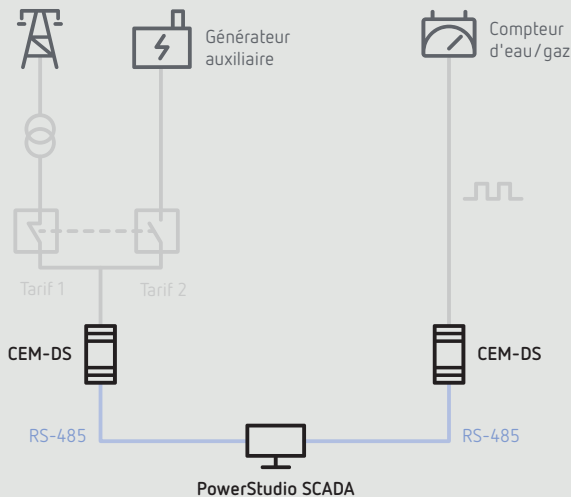 Générateur
auxiliaire
Compteur
d'eau/gaz
Tarif 1
Tarif 2
CEM-DS
CEM-DS
RS-485
RS-485
PowerStudio SCADA